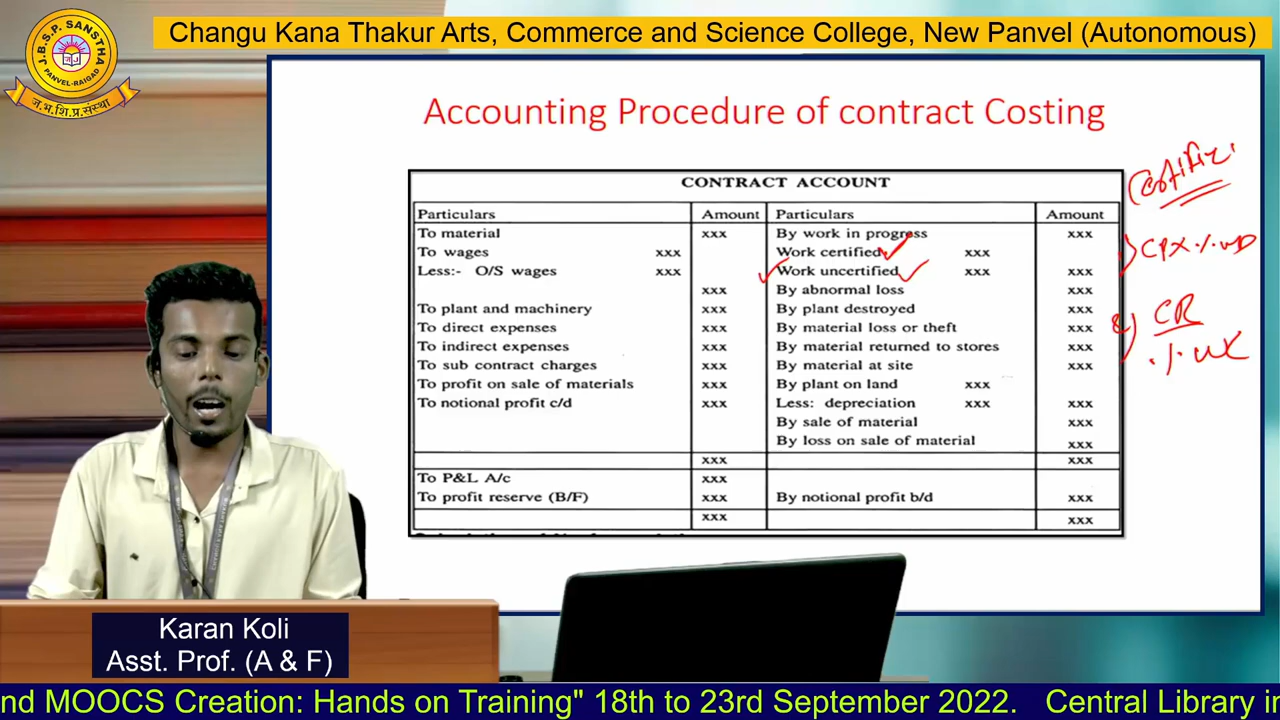 Changu Kana Thakur Arts, Commerce and Science College, New Panvel (Autonomous)
J.B.S.P. SANSTHA
PANVEL-RAIGAD
ज.भ.शि.प्र.संस्था
Accounting Procedure of contract Costing
CONTRACT ACCOUNT
Particulars Amount Particulars Amount
To material xxx By work in progress xxx
To wages xxx Work certified xxx
Less:- O/S wages xxx Work uncertified xxx xxx
xxx By abnormal loss xxx
To plant and machinery xxx By plant destroyed xxx
To direct expenses xxx By material loss or theft xxx
To indirect expenses xxx By material returned to stores xxx
To sub contract charges xxx By material at site xxx
To profit on sale of materials xxx By plant on land xxx
To notional profit c/d xxx Less: depreciation xxx xxx
By sale of material xxx
By loss on sale of material xxx
xxx xxx
To P&L A/c xxx
To profit reserve (B/F) xxx By notional profit b/d xxx
xxx xxx
CR
Karan Koli
Asst. Prof. (A & F)
nd MOOCS Creation: Hands on Training" 18th to 23rd September 2022. Central Library in